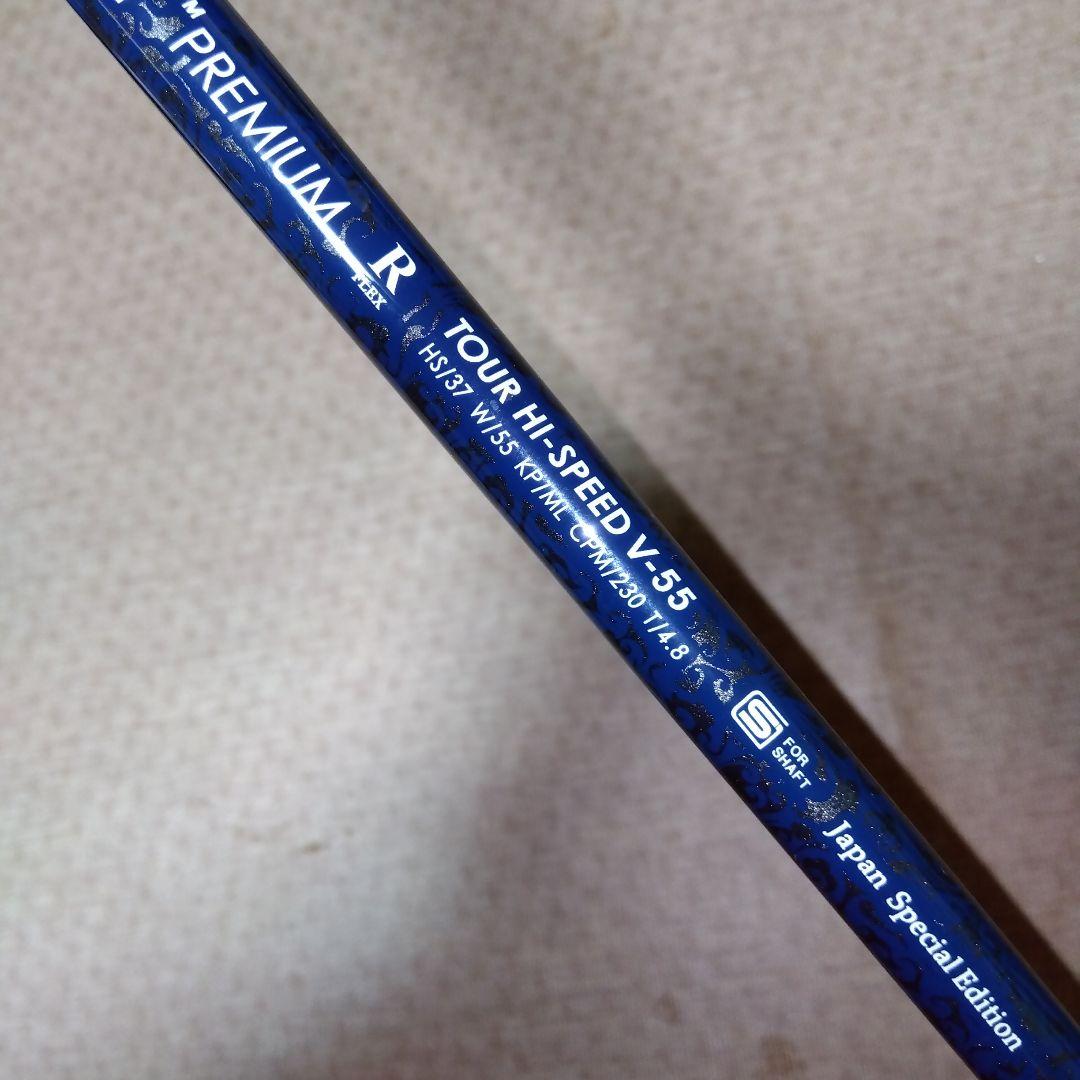 ™PREMIUM
R
FLEX
TOUR HI-SPEED V-55
HS/37 W/55 KP/ML CPM/230 T/4.8
S FOR
SHAFT
Japan Special Edition